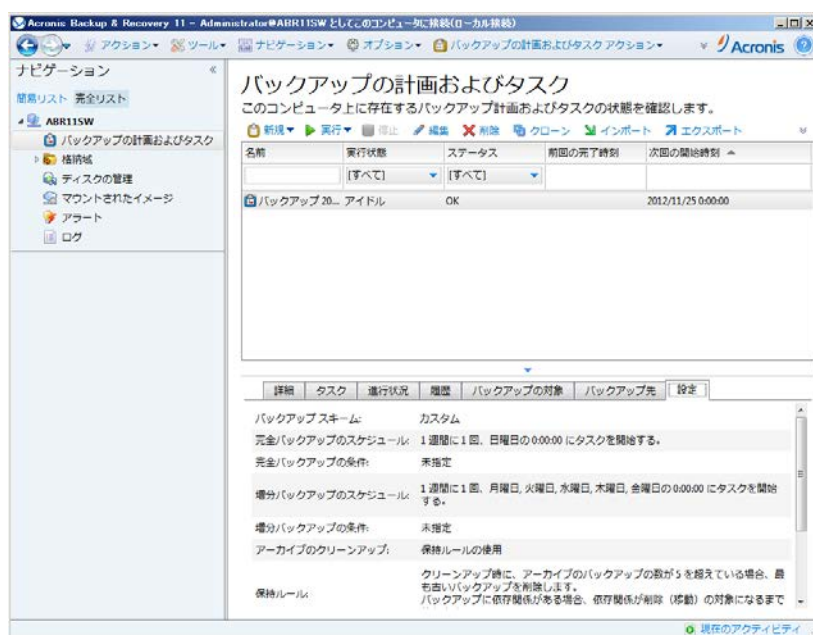 Acronis Backup & Recovery 11 - Administrator@ABR11SW としてこのコンピュータに接続(ローカル接続)
アクション ツール ナビゲーション オプション バックアップの計画およびタスク アクション Acronis
ナビゲーション
簡易リスト 完全リスト
ABR11SW
バックアップの計画およびタスク
格納域
ディスクの管理
マウントされたイメージ
アラート
ログ
バックアップの計画およびタスク
このコンピュータ上に存在するバックアップ計画およびタスクの状態を確認します。
新規 実行 停止 編集 削除 クローン インポート エクスポート
名前 実行状態 ステータス 前回の完了時刻 次回の開始時刻
[すべて] [すべて]
バックアップ 20... アイドル OK 2012/11/25 0:00:00
詳細 タスク 進行状況 履歴 バックアップの対象 バックアップ先 設定
バックアップ スキーム: カスタム
完全バックアップのスケジュール: 1 週間に 1 回、日曜日の 0:00:00 にタスクを開始する。
完全バックアップの条件: 未指定
増分バックアップのスケジュール: 1 週間に 1 回、月曜日, 火曜日, 水曜日, 木曜日, 金曜日の 0:00:00 にタスクを開始
する。
増分バックアップの条件: 未指定
アーカイブのクリーンアップ: 保持ルールの使用
保持ルール: クリーンアップ時に、アーカイブのバックアップの数が 5 を超えている場合、最
も古いバックアップを削除します。
バックアップに依存関係がある場合、依存関係が削除（移動）の対象になるまで
現在のアクティビティ